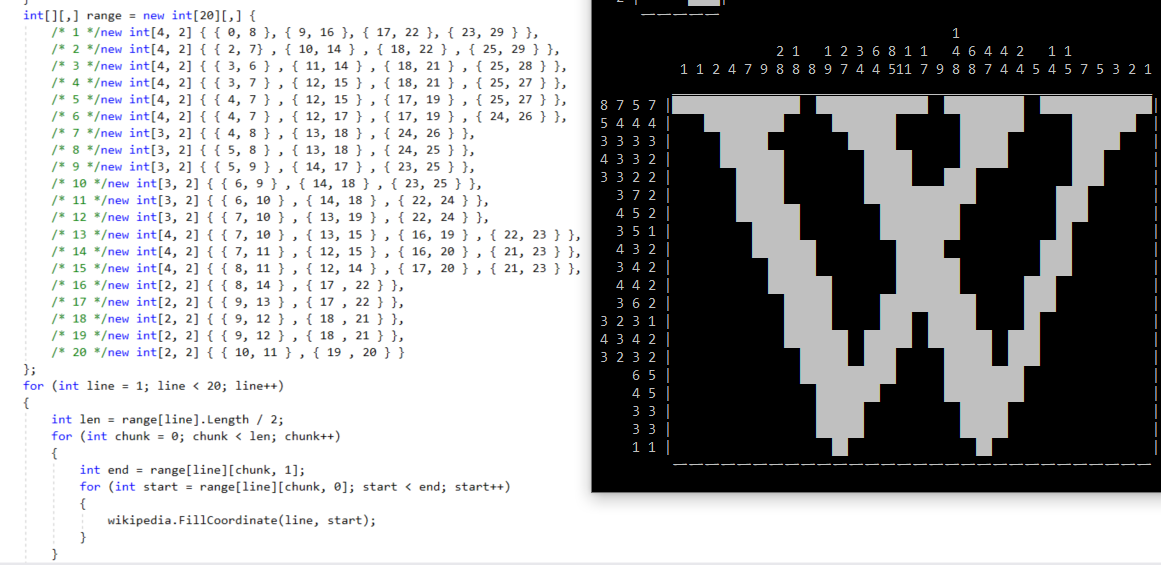 }
int[][,] range = new int[20][,] {
/* 1 */new int[4, 2] { { 0, 8 }, { 9, 16 }, { 17, 22 }, { 23, 29 } },
/* 2 */new int[4, 2] { { 2, 7} , { 10, 14 } , { 18, 22 } , { 25, 29 } },
/* 3 */new int[4, 2] { { 3, 6 } , { 11, 14 } , { 18, 21 } , { 25, 28 } },
/* 4 */new int[4, 2] { { 3, 7 } , { 12, 15 } , { 18, 21 } , { 25, 27 } },
/* 5 */new int[4, 2] { { 4, 7 } , { 12, 15 } , { 17, 19 } , { 25, 27 } },
/* 6 */new int[4, 2] { { 4, 7 } , { 12, 17 } , { 17, 19 } , { 24, 26 } },
/* 7 */new int[3, 2] { { 4, 8 } , { 13, 18 } , { 24, 26 } },
/* 8 */new int[3, 2] { { 5, 8 } , { 13, 18 } , { 24, 25 } },
/* 9 */new int[3, 2] { { 5, 9 } , { 14, 17 } , { 23, 25 } },
/* 10 */new int[3, 2] { { 6, 9 } , { 14, 18 } , { 23, 25 } },
/* 11 */new int[3, 2] { { 6, 10 } , { 14, 18 } , { 22, 24 } },
/* 12 */new int[3, 2] { { 7, 10 } , { 13, 19 } , { 22, 24 } },
/* 13 */new int[4, 2] { { 7, 10 } , { 13, 15 } , { 16, 19 } , { 22, 23 } },
/* 14 */new int[4, 2] { { 7, 11 } , { 12, 15 } , { 16, 20 } , { 21, 23 } },
/* 15 */new int[4, 2] { { 8, 11 } , { 12, 14 } , { 17, 20 } , { 21, 23 } },
/* 16 */new int[2, 2] { { 8, 14 } , { 17 , 22 } },
/* 17 */new int[2, 2] { { 9, 13 } , { 17 , 22 } },
/* 18 */new int[2, 2] { { 9, 12 } , { 18 , 21 } },
/* 19 */new int[2, 2] { { 9, 12 } , { 18 , 21 } },
/* 20 */new int[2, 2] { { 10, 11 } , { 19 , 20 } }
};
for (int line = 1; line < 20; line++)
{
int len = range[line].Length / 2;
for (int chunk = 0; chunk < len; chunk++)
{
int end = range[line][chunk, 1];
for (int start = range[line][chunk, 0]; start < end; start++)
{
wikipedia.FillCoordinate(line, start);
}
}
1
2 1 1 2 3 6 8 1 1 4 6 4 4 2 1 1
1 1 2 4 7 9 8 8 8 9 7 4 4 511 7 9 8 8 7 4 4 5 4 5 7 5 3 2 1
8 7 5 7
5 4 4 4
3 3 3 3
4 3 3 2
3 3 2 2
3 7 2
4 5 2
3 5 1
4 3 2
3 4 2
4 4 2
3 6 2
3 2 3 1
4 3 4 2
3 2 3 2
6 5
4 5
3 3
3 3
1 1